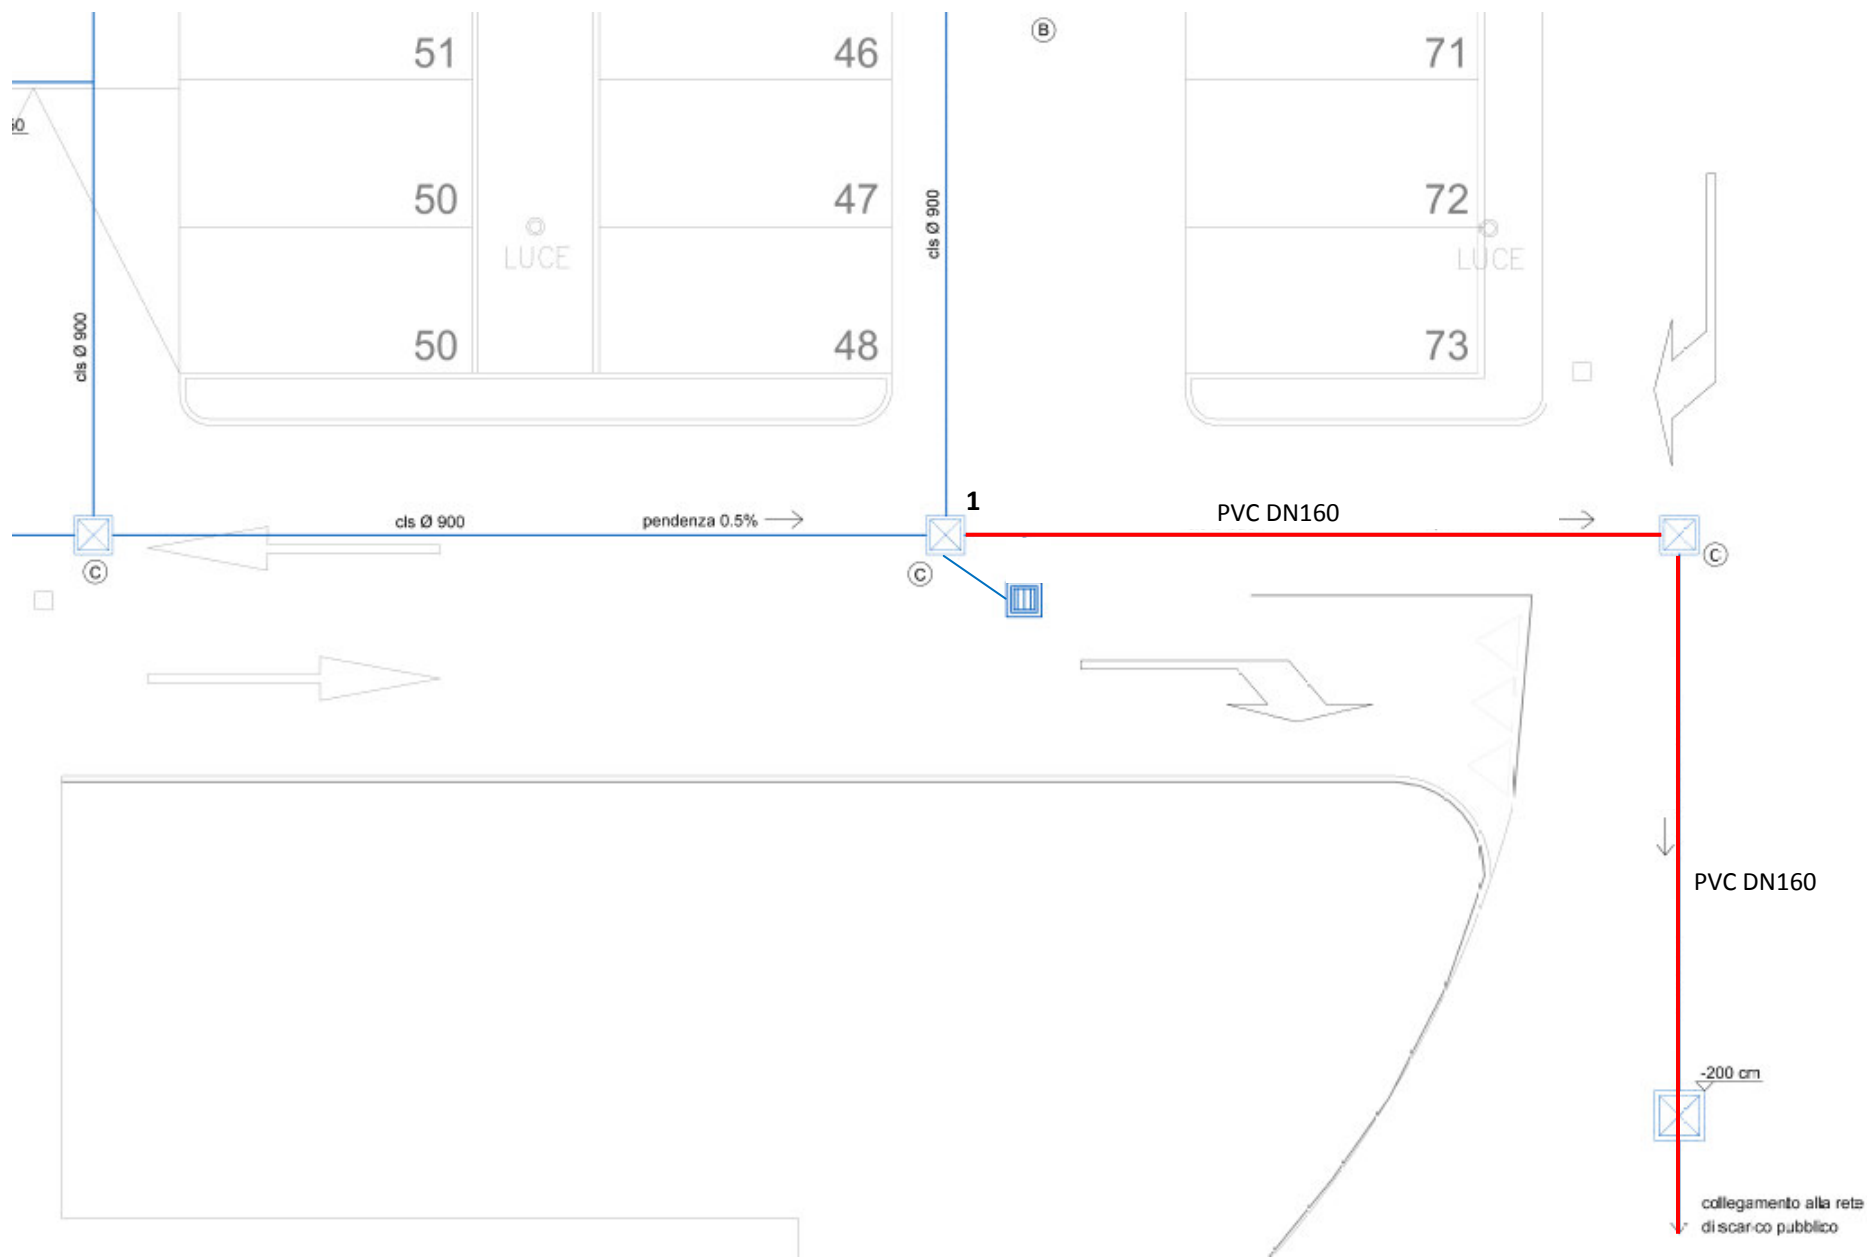 B
51
46
71
50
47
72
cls Ø 900
LUCE
LUCE
cls Ø 900
50
48
73
1
cls Ø 900
pendenza 0.5%
PVC DN160
C
C
C
PVC DN160
-200 cm
collegamento alla rete
di scarico pubblico